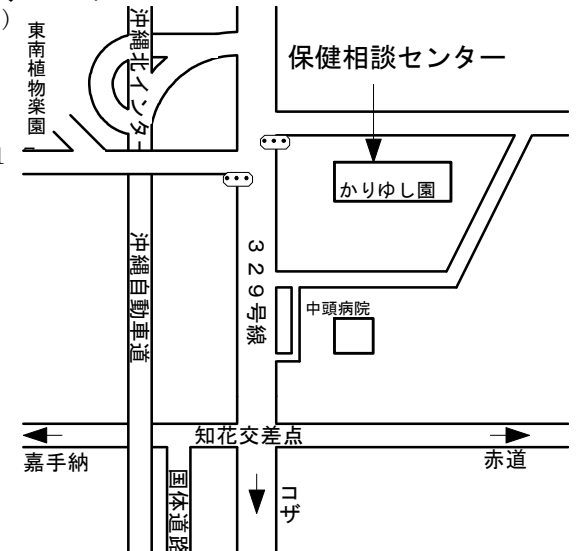 )
東南植物楽園
沖縄北インター
保健相談センター
かりゆし園
沖縄自動車道
329号線
中頭病院
知花交差点
嘉手納
赤道
国体道路
コザ